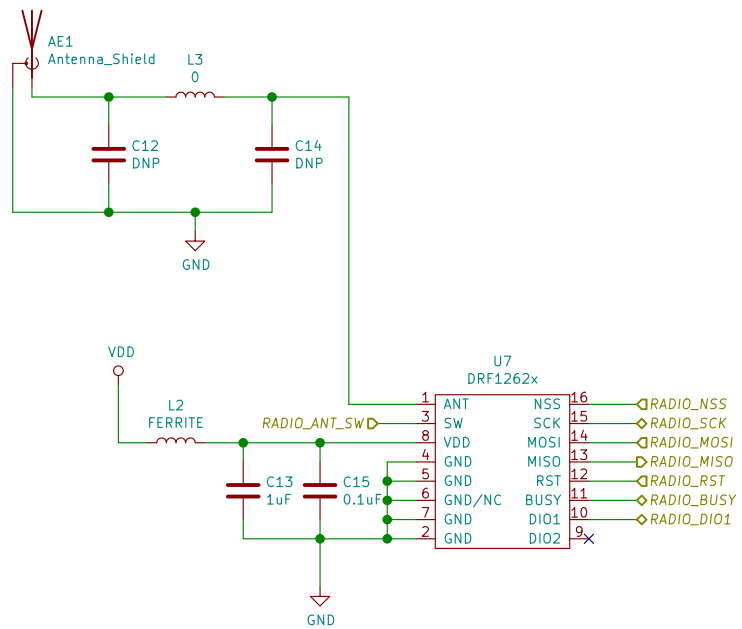 AE1
Antenna_Shield
L3
0
C12
DNP
C14
DNP
GND
VDD
L2
FERRITE
RADIO_ANT_SW
C13
1uF
C15
0.1uF
GND
U7
DRF1262x
1 ANT NSS 16 RADIO_NSS
3 SW SCK 15 RADIO_SCK
8 VDD MOSI 14 RADIO_MOSI
4 GND MISO 13 RADIO_MISO
5 GND RST 12 RADIO_RST
6 GND/NC BUSY 11 RADIO_BUSY
7 GND DIO1 10 RADIO_DIO1
2 GND DIO2 9